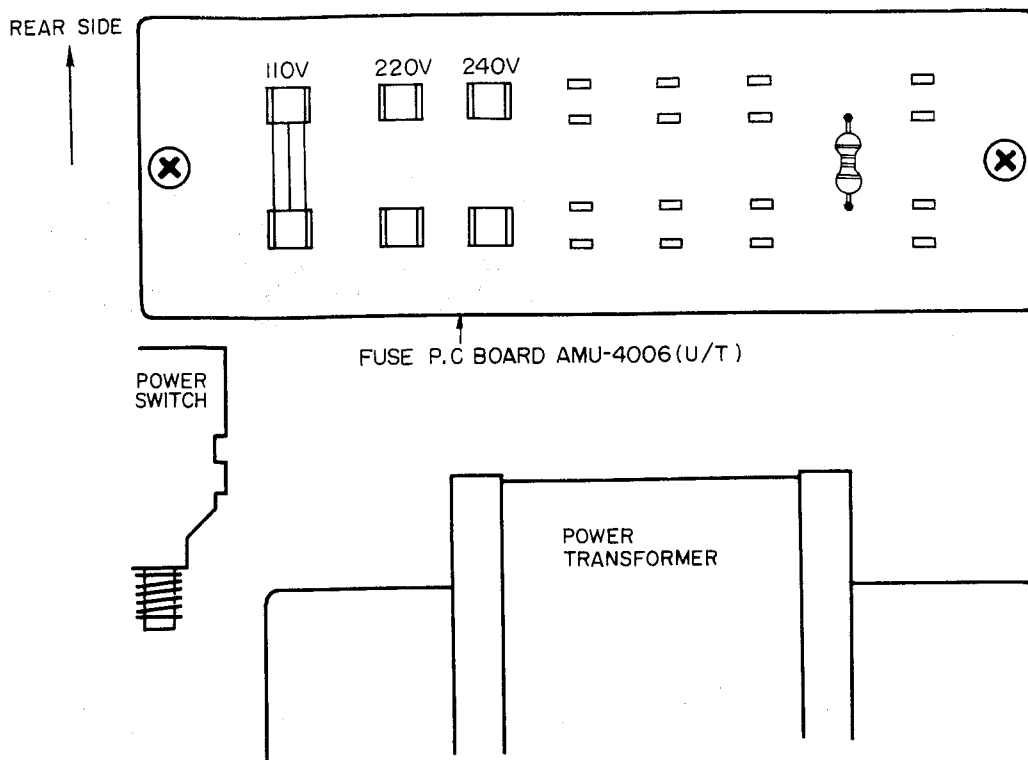 REAR SIDE
110V 220V 240V
FUSE P.C BOARD AMU-4006(U/T)
POWER
SWITCH
POWER
TRANSFORMER